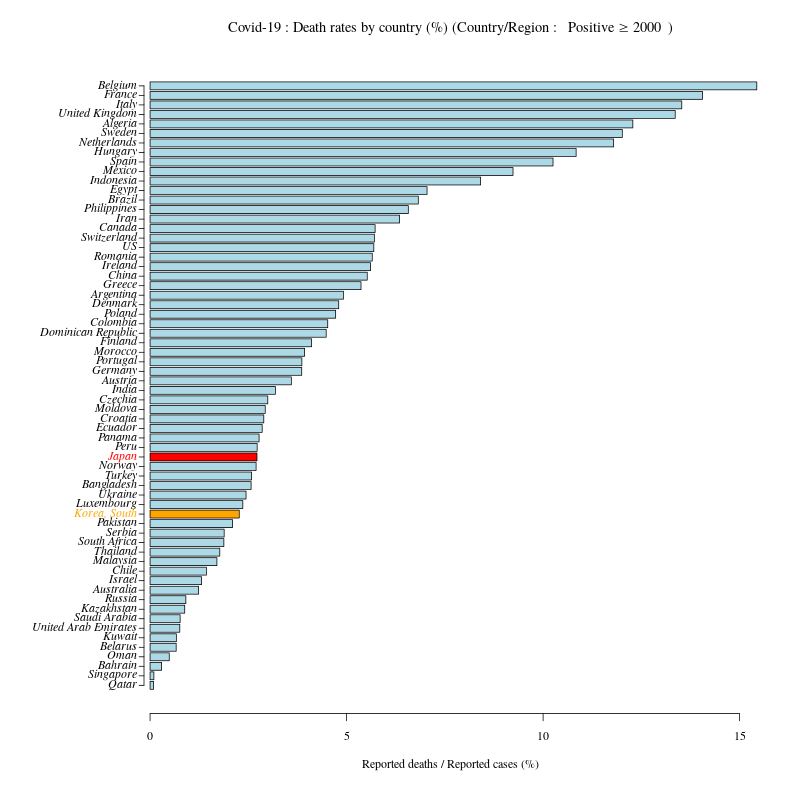 Covid-19 : Death rates by country (%) (Country/Region :   Positive ≥ 2000  )
Belgium
France
Italy
United Kingdom
Algeria
Sweden
Netherlands
Hungary
Spain
Mexico
Indonesia
Egypt
Brazil
Philippines
Iran
Canada
Switzerland
US
Romania
Ireland
China
Greece
Argentina
Denmark
Poland
Colombia
Dominican Republic
Finland
Morocco
Portugal
Germany
Austria
India
Czechia
Moldova
Croatia
Ecuador
Panama
Peru
Japan
Norway
Turkey
Bangladesh
Ukraine
Luxembourg
Korea, South
Pakistan
Serbia
South Africa
Thailand
Malaysia
Chile
Israel
Australia
Russia
Kazakhstan
Saudi Arabia
United Arab Emirates
Kuwait
Belarus
Oman
Bahrain
Singapore
Qatar
0 5 10 15
Reported deaths / Reported cases (%)